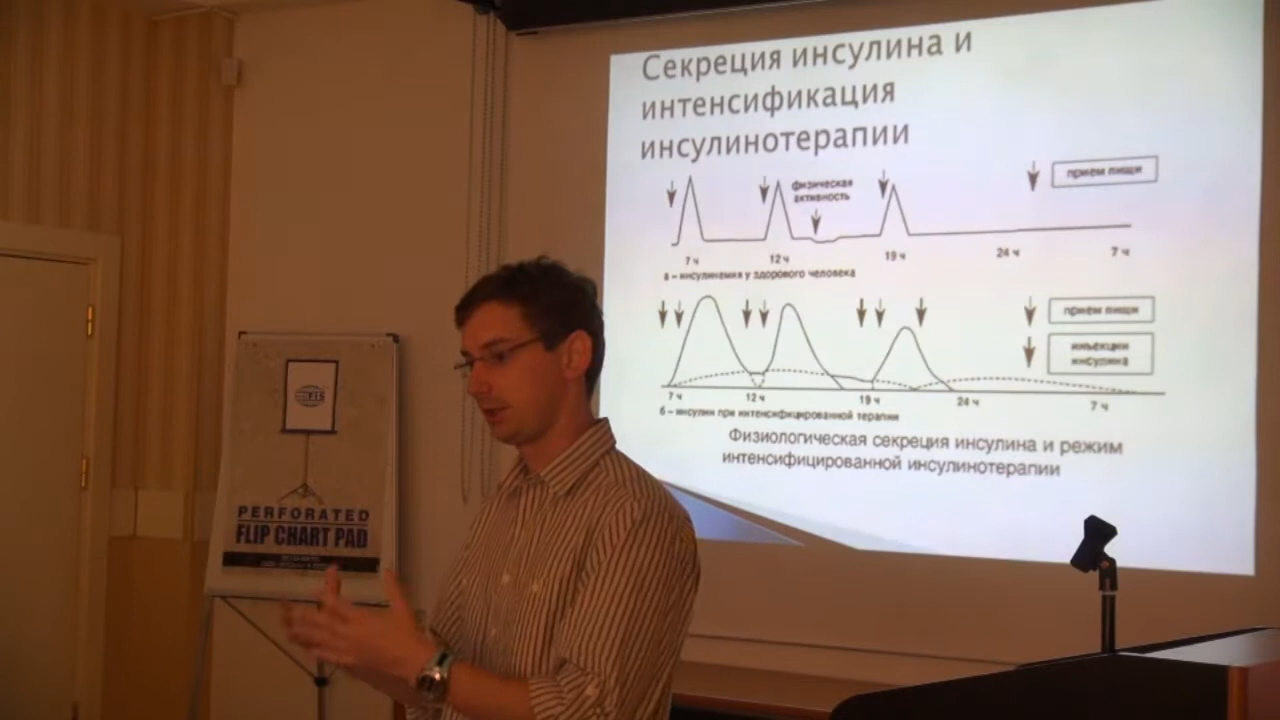 Секреция инсулина и
интенсификация
инсулинотерапии
прием пищи
физическая
активность
7 ч 12 ч 19 ч 24 ч 7 ч
а – инсулинемия у здорового человека
прием пищи
инъекции
инсулина
7 ч 12 ч 19 ч 24 ч 7 ч
б – инсулин при интенсифицированной терапии
Физиологическая секреция инсулина и режим
интенсифицированной инсулинотерапии
FIS
PERFORATED
FLIP CHART PAD